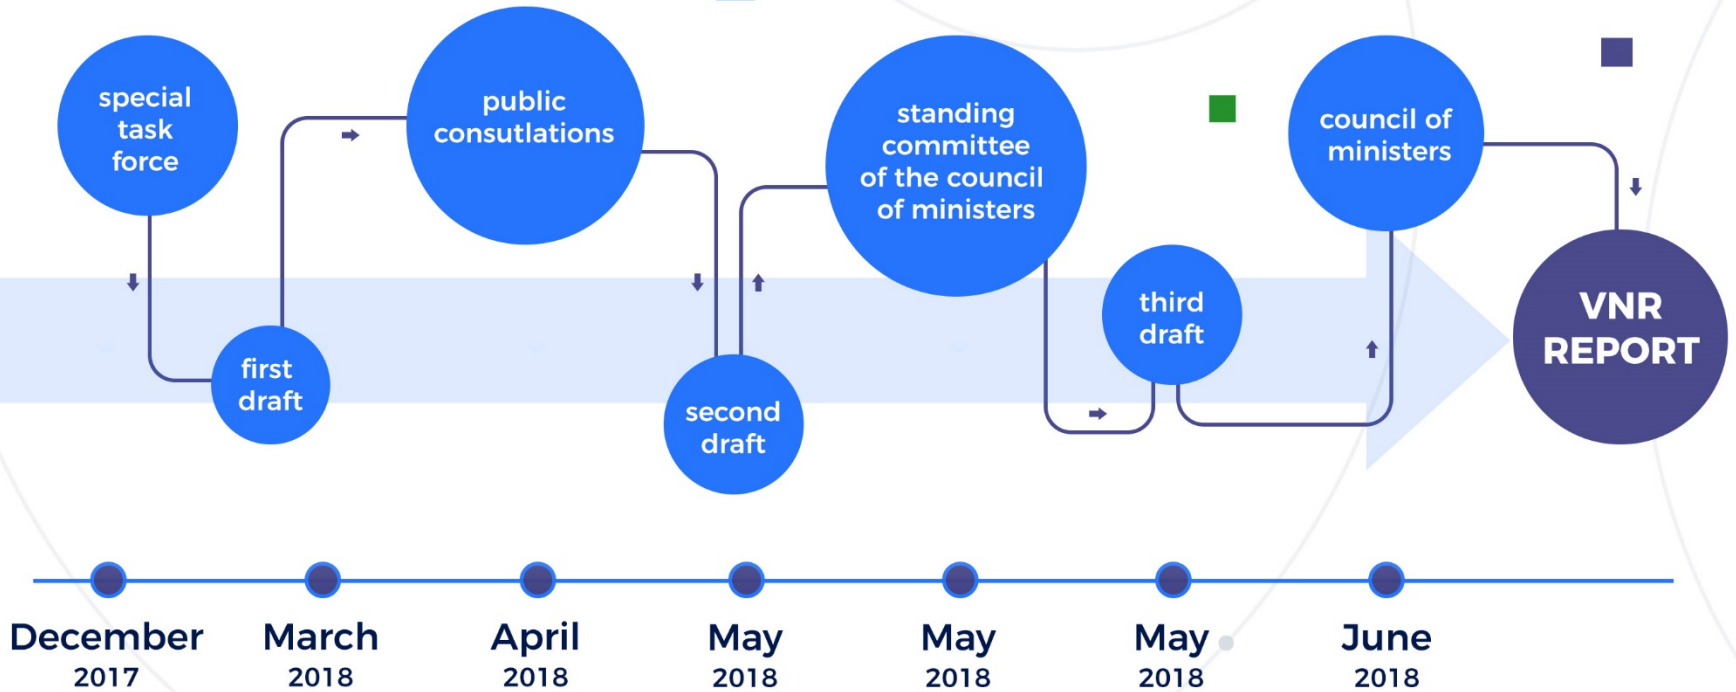 special
task
force
first
draft
public
consutlations
second
draft
standing
committee
of the council
of ministers
third
draft
council of
ministers
VNR
REPORT
December
2017
March
2018
April
2018
May
2018
May
2018
May
2018
June
2018